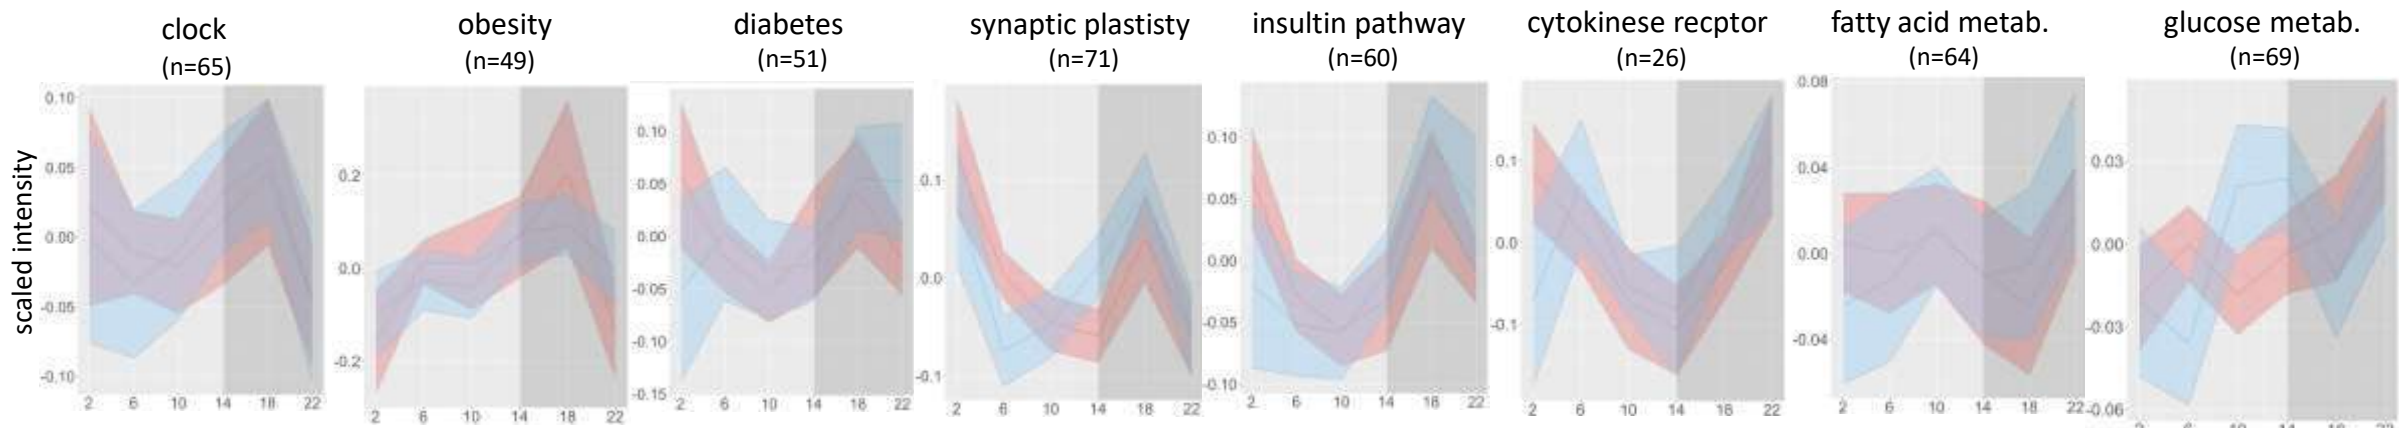 clock
(n=65)
obesity
(n=49)
diabetes
(n=51)
synaptic plastisty
(n=71)
insultin pathway
(n=60)
cytokinese recptor
(n=26)
fatty acid metab.
(n=64)
glucose metab.
(n=69)
scaled intensity
0.10
0.05
0.00
-0.05
-0.10
2 6 10 14 18 22
0.2
0.0
-0.2
2 6 10 14 18 22
0.10
0.05
0.00
-0.05
-0.10
-0.15
2 6 10 14 18 22
0.1
0.0
-0.1
2 6 10 14 18 22
0.10
0.05
0.00
-0.05
-0.10
2 6 10 14 18 22
0.1
0.0
-0.1
2 6 10 14 18 22
0.08
0.04
0.00
-0.04
2 6 10 14 18 22
0.03
0.00
-0.03
-0.06